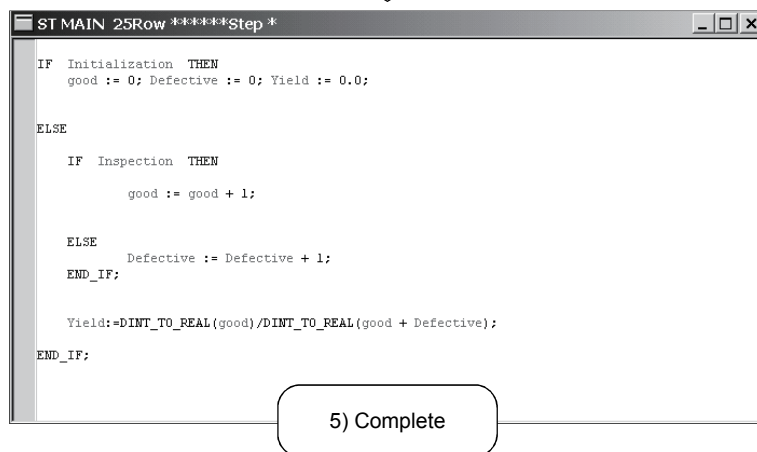 ST MAIN 25Row ******Step *
IF Initialization THEN
good := 0; Defective := 0; Yield := 0.0;
ELSE
IF Inspection THEN
good := good + 1;
ELSE
Defective := Defective + 1;
END_IF;
Yield:=DINT_TO_REAL(good)/DINT_TO_REAL(good + Defective);
END_IF;
5) Complete